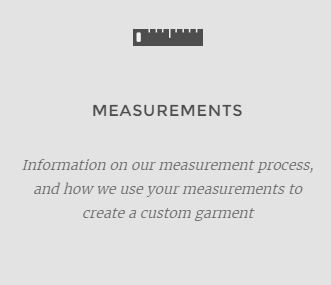 MEASUREMENTS
Information on our measurement process,
and how we use your measurements to
create a custom garment